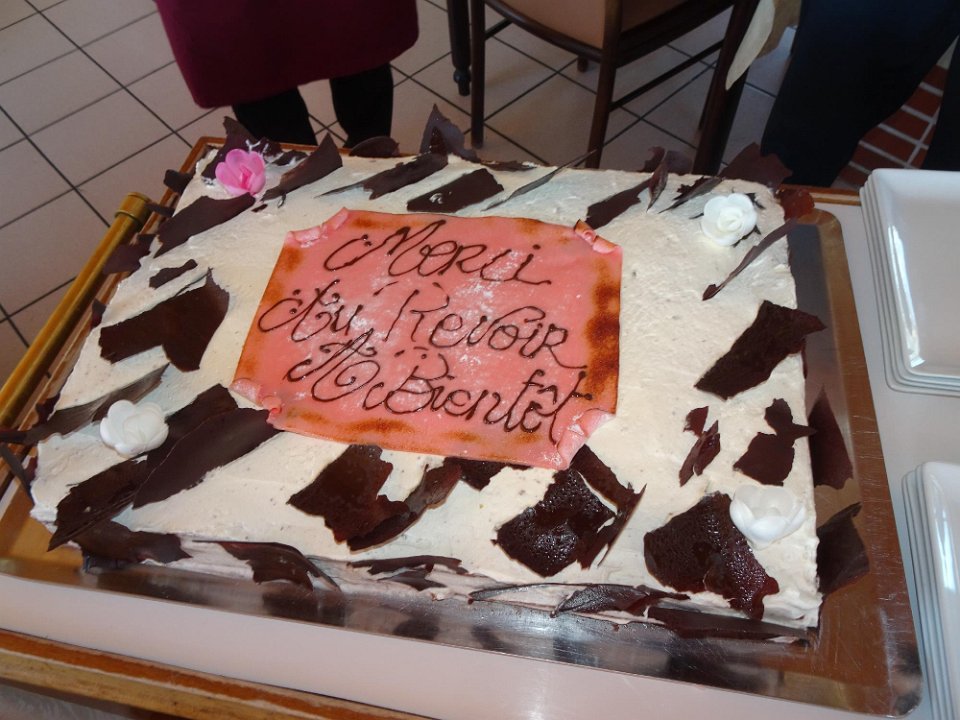 Merci
Au Revoir
A Bientôt